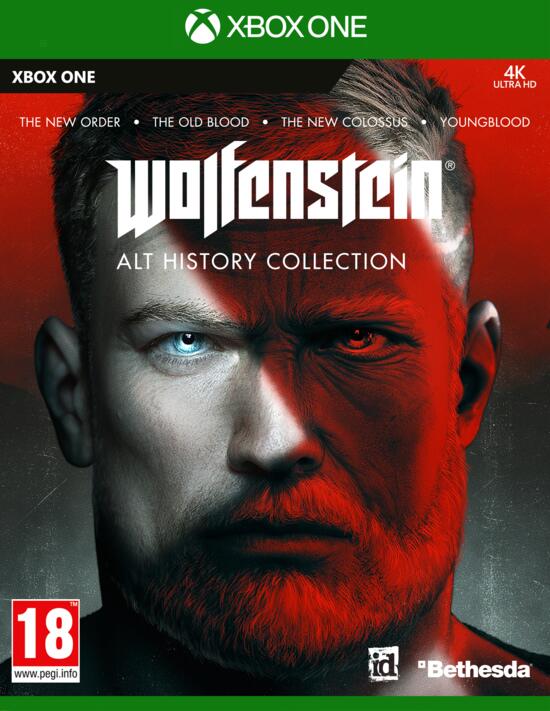 XBOX ONE
XBOX ONE
4K
ULTRA HD
THE NEW ORDER • THE OLD BLOOD • THE NEW COLOSSUS • YOUNGBLOOD
Wolfenstein®
ALT HISTORY COLLECTION
18™
www.pegi.info
id
Bethesda®